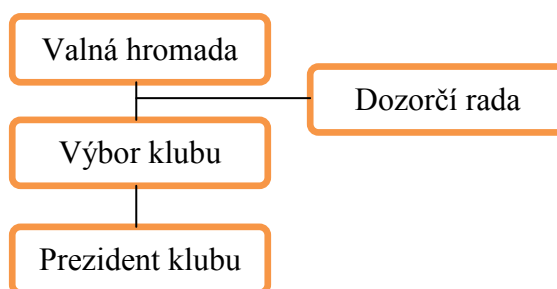 Valná hromada
Dozorčí rada
Výbor klubu
Prezident klubu